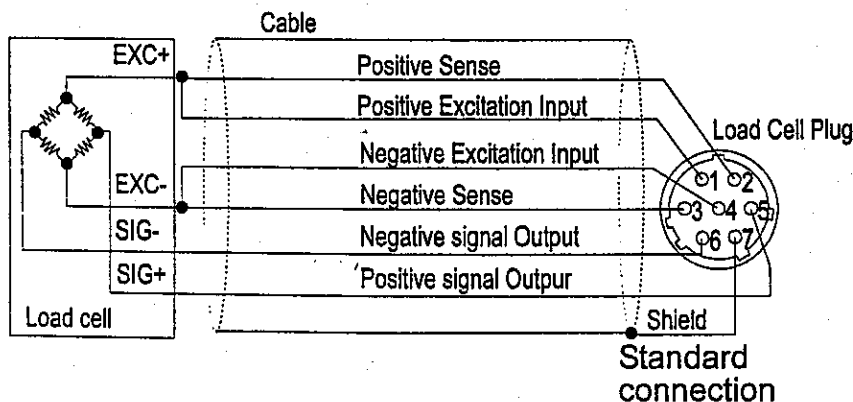 Cable
EXC+
Positive Sense
Positive Excitation Input
Load Cell Plug
Negative Excitation Input
1 2
EXC-
Negative Sense
3 4 5
SIG-
Negative signal Output
6 7
SIG+
Positive signal Outpur
Load cell
Shield
Standard
connection